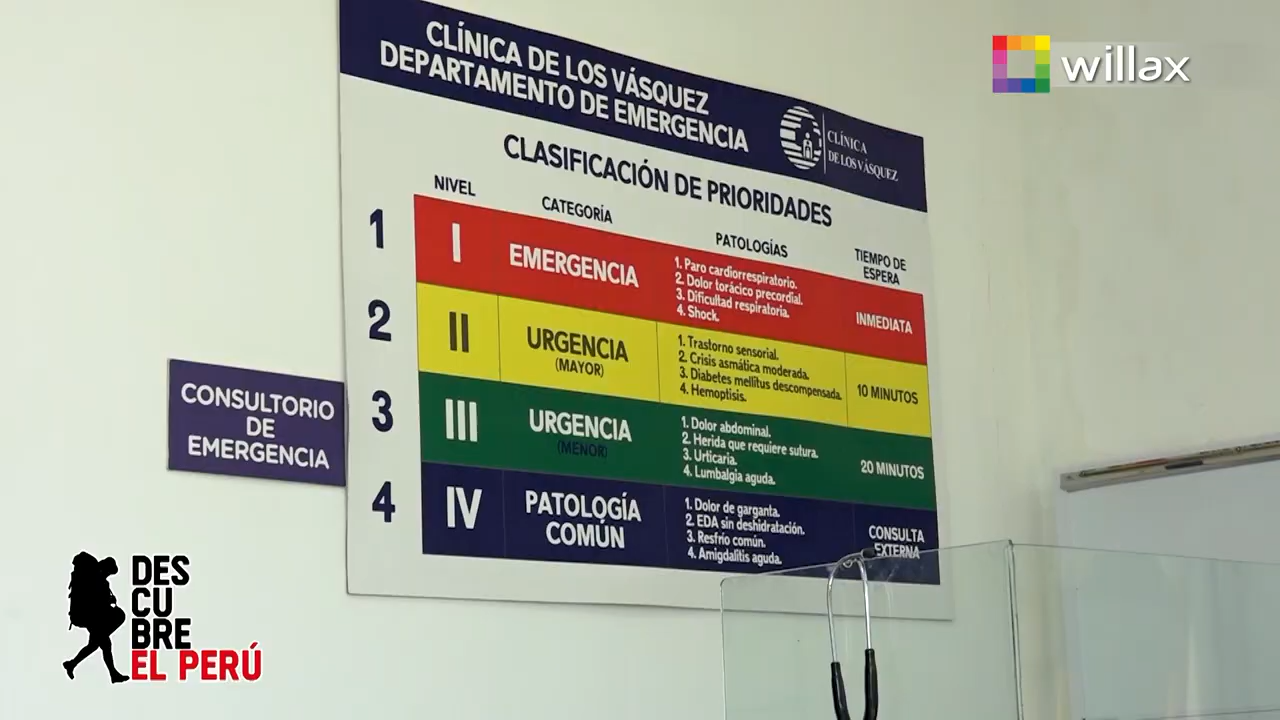 willax
CLÍNICA DE LOS VÁSQUEZ
DEPARTAMENTO DE EMERGENCIA
CLÍNICA
DE LOS VÁSQUEZ
CLASIFICACIÓN DE PRIORIDADES
NIVEL CATEGORÍA PATOLOGÍAS TIEMPO DE
ESPERA
1 I EMERGENCIA
1. Paro cardiorrespiratorio.
2. Dolor torácico precordial.
3. Dificultad respiratoria.
4. Shock.
INMEDIATA
2 II URGENCIA
(MAYOR)
1. Trastorno sensorial.
2. Crisis asmática moderada.
3. Diabetes mellitus descompensada.
4. Hemoptisis.
10 MINUTOS
3 III URGENCIA
(MENOR)
1. Dolor abdominal.
2. Herida que requiere sutura.
3. Urticaria.
4. Lumbalgia aguda.
20 MINUTOS
4 IV PATOLOGÍA
COMÚN
1. Dolor de garganta.
2. EDA sin deshidratación.
3. Resfrío común.
4. Amigdalitis aguda.
CONSULTA
EXTERNA
CONSULTORIO
DE
EMERGENCIA
DES
CU
BRE
EL PERÚ